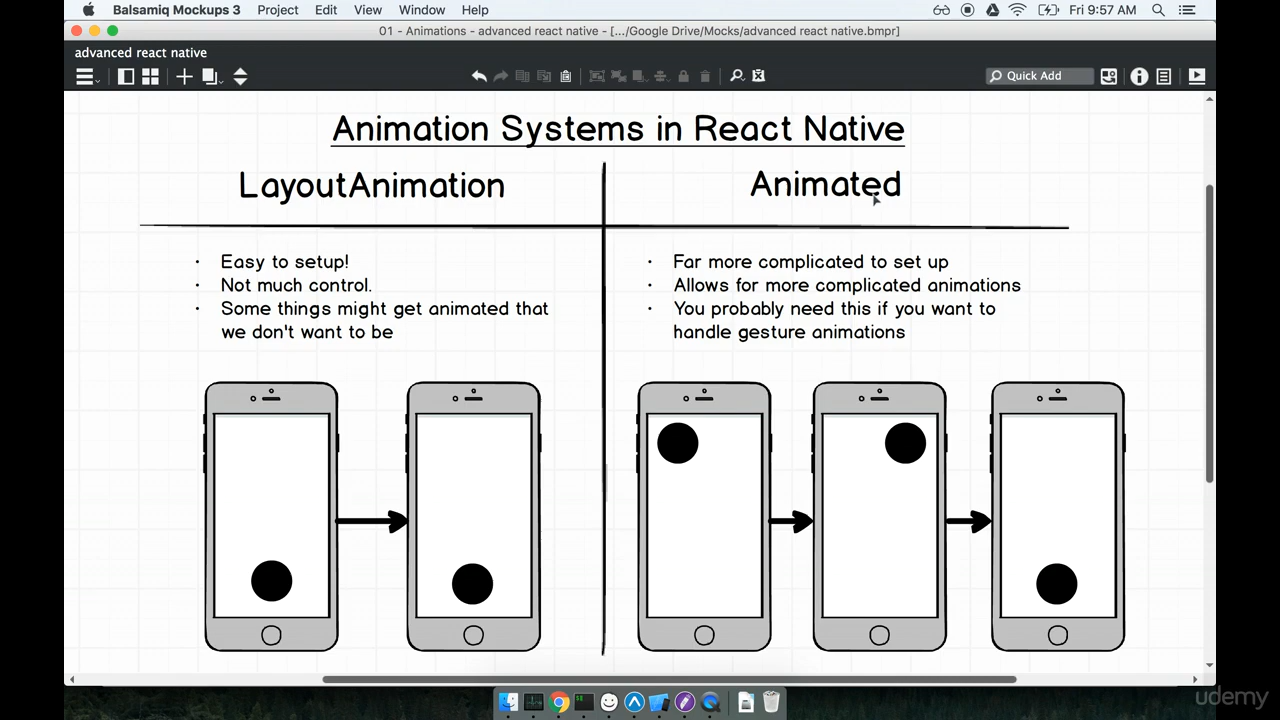 Balsamiq Mockups 3 Project Edit View Window Help Fri 9:57 AM
01 - Animations - advanced react native - [.../Google Drive/Mocks/advanced react native.bmpr]
advanced react native
Quick Add
Animation Systems in React Native
LayoutAnimation
Animated
· Easy to setup!
· Not much control.
· Some things might get animated that
we don't want to be
· Far more complicated to set up
· Allows for more complicated animations
· You probably need this if you want to
handle gesture animations
udemy